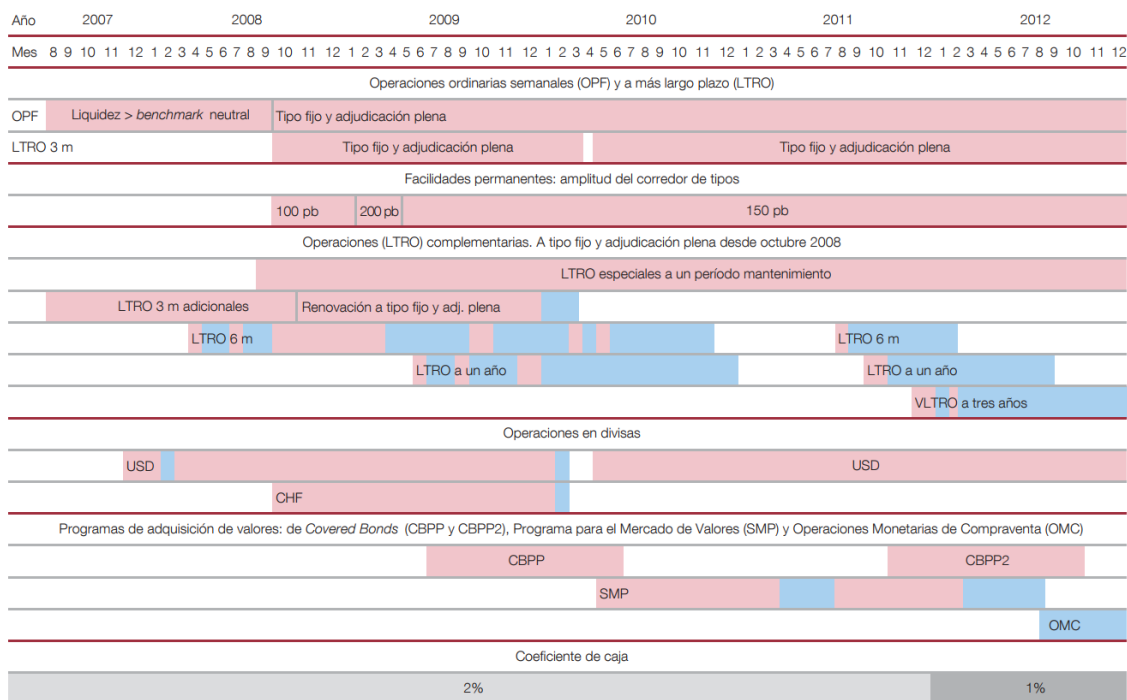 Año 2007 2008 2009 2010 2011 2012
Mes 8 9 10 11 12 1 2 3 4 5 6 7 8 9 10 11 12 1 2 3 4 5 6 7 8 9 10 11 12 1 2 3 4 5 6 7 8 9 10 11 12 1 2 3 4 5 6 7 8 9 10 11 12 1 2 3 4 5 6 7 8 9 10 11 12
Operaciones ordinarias semanales (OPF) y a más largo plazo (LTRO)
OPF Liquidez > benchmark neutral Tipo fijo y adjudicación plena
LTRO 3 m Tipo fijo y adjudicación plena Tipo fijo y adjudicación plena
Facilidades permanentes: amplitud del corredor de tipos
100 pb 200 pb 150 pb
Operaciones (LTRO) complementarias. A tipo fijo y adjudicación plena desde octubre 2008
LTRO especiales a un período mantenimiento
LTRO 3 m adicionales Renovación a tipo fijo y adj. plena
LTRO 6 m LTRO 6 m
LTRO a un año LTRO a un año
VLTRO a tres años
Operaciones en divisas
USD USD
CHF
Programas de adquisición de valores: de Covered Bonds (CBPP y CBPP2), Programa para el Mercado de Valores (SMP) y Operaciones Monetarias de Compraventa (OMC)
CBPP CBPP2
SMP
OMC
Coeficiente de caja
2% 1%